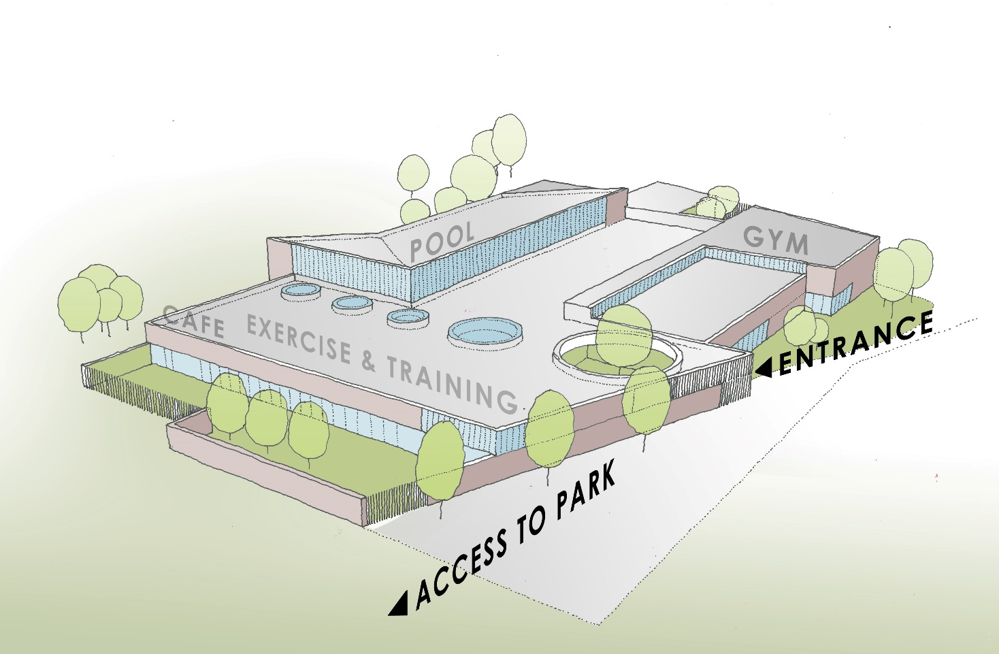 POOL
GYM
CAFE
EXERCISE & TRAINING
ENTRANCE
ACCESS TO PARK